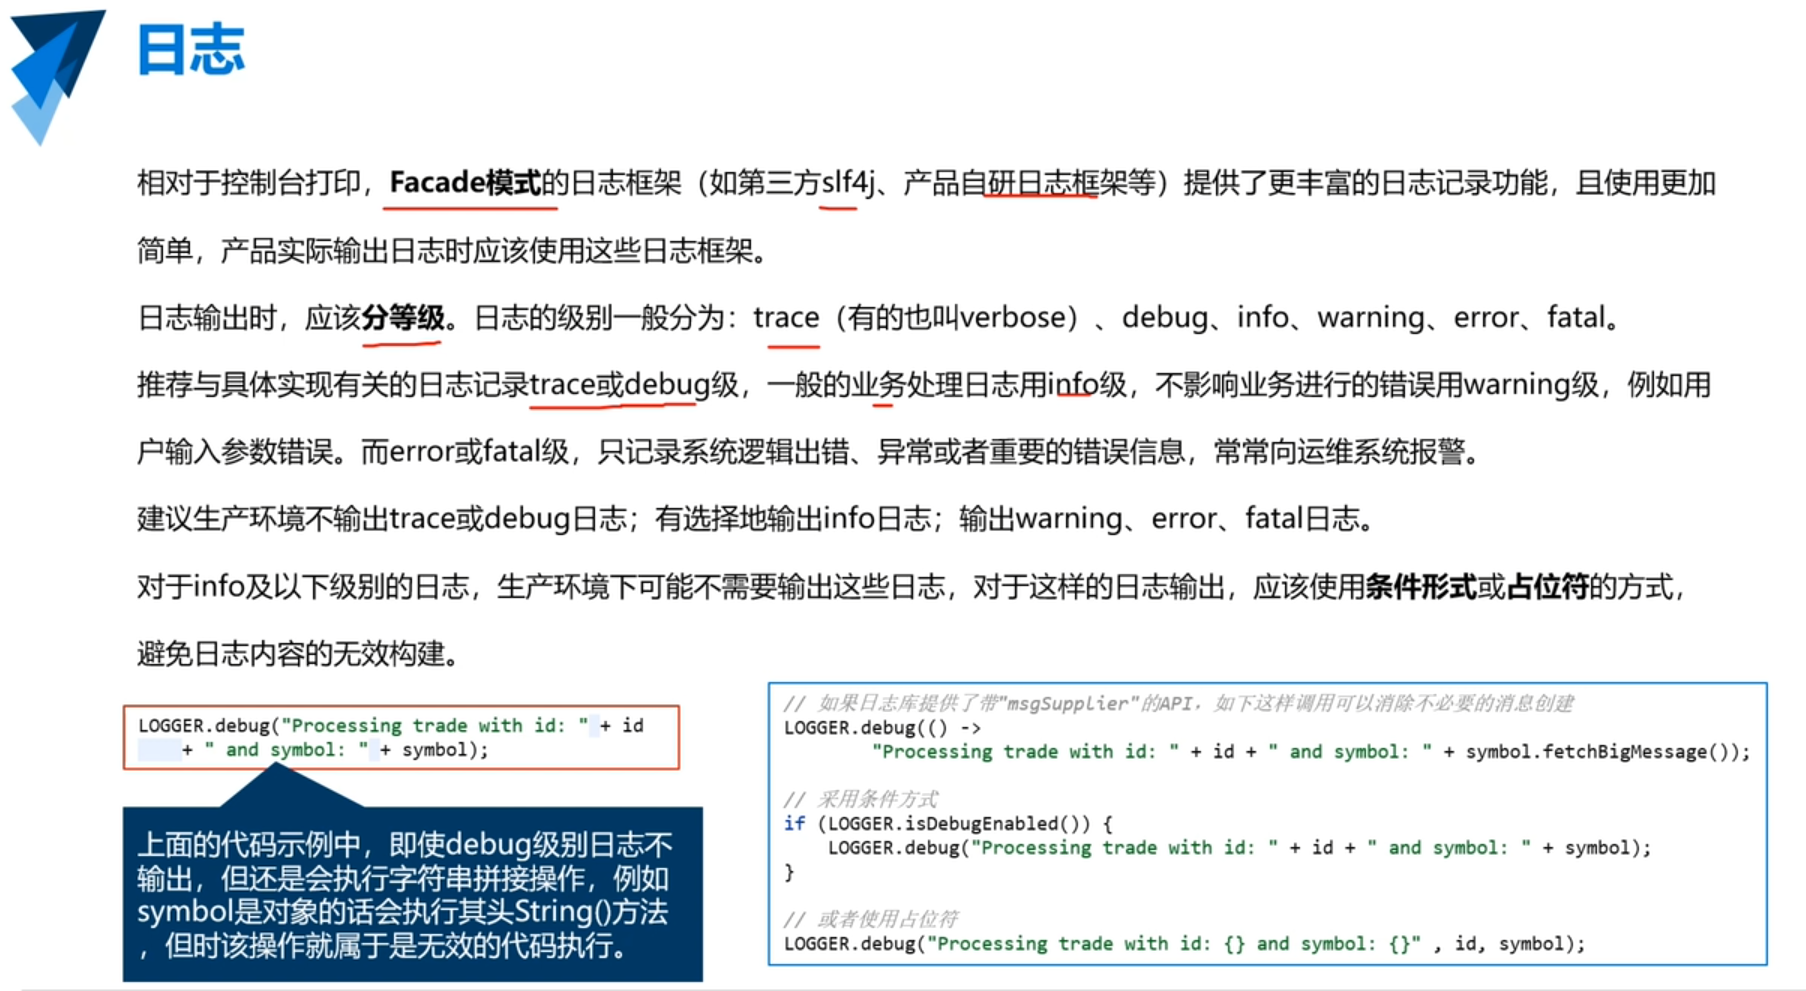 日志
相对于控制台打印，Facade模式的日志框架（如第三方slf4j、产品自研日志框架等）提供了更丰富的日志记录功能，且使用更加
简单，产品实际输出日志时应该使用这些日志框架。
日志输出时，应该分等级。日志的级别一般分为：trace（有的也叫verbose）、debug、info、warning、error、fatal。
推荐与具体实现有关的日志记录trace或debug级，一般的业务处理日志用info级，不影响业务进行的错误用warning级，例如用
户输入参数错误。而error或fatal级，只记录系统逻辑出错、异常或者重要的错误信息，常常向运维系统报警。
建议生产环境不输出trace或debug日志；有选择地输出info日志；输出warning、error、fatal日志。
对于info及以下级别的日志，生产环境下可能不需要输出这些日志，对于这样的日志输出，应该使用条件形式或占位符的方式，
避免日志内容的无效构建。
LOGGER.debug("Processing trade with id: " + id
+ " and symbol: " + symbol);
上面的代码示例中，即使debug级别日志不
输出，但还是会执行字符串拼接操作，例如
symbol是对象的话会执行其头String()方法
，但时该操作就属于是无效的代码执行。
// 如果日志库提供了带"msgSupplier"的API，如下这样调用可以消除不必要的消息创建
LOGGER.debug(() ->
"Processing trade with id: " + id + " and symbol: " + symbol.fetchBigMessage());
// 采用条件方式
if (LOGGER.isDebugEnabled()) {
LOGGER.debug("Processing trade with id: " + id + " and symbol: " + symbol);
}
// 或者使用占位符
LOGGER.debug("Processing trade with id: {} and symbol: {}" , id, symbol);